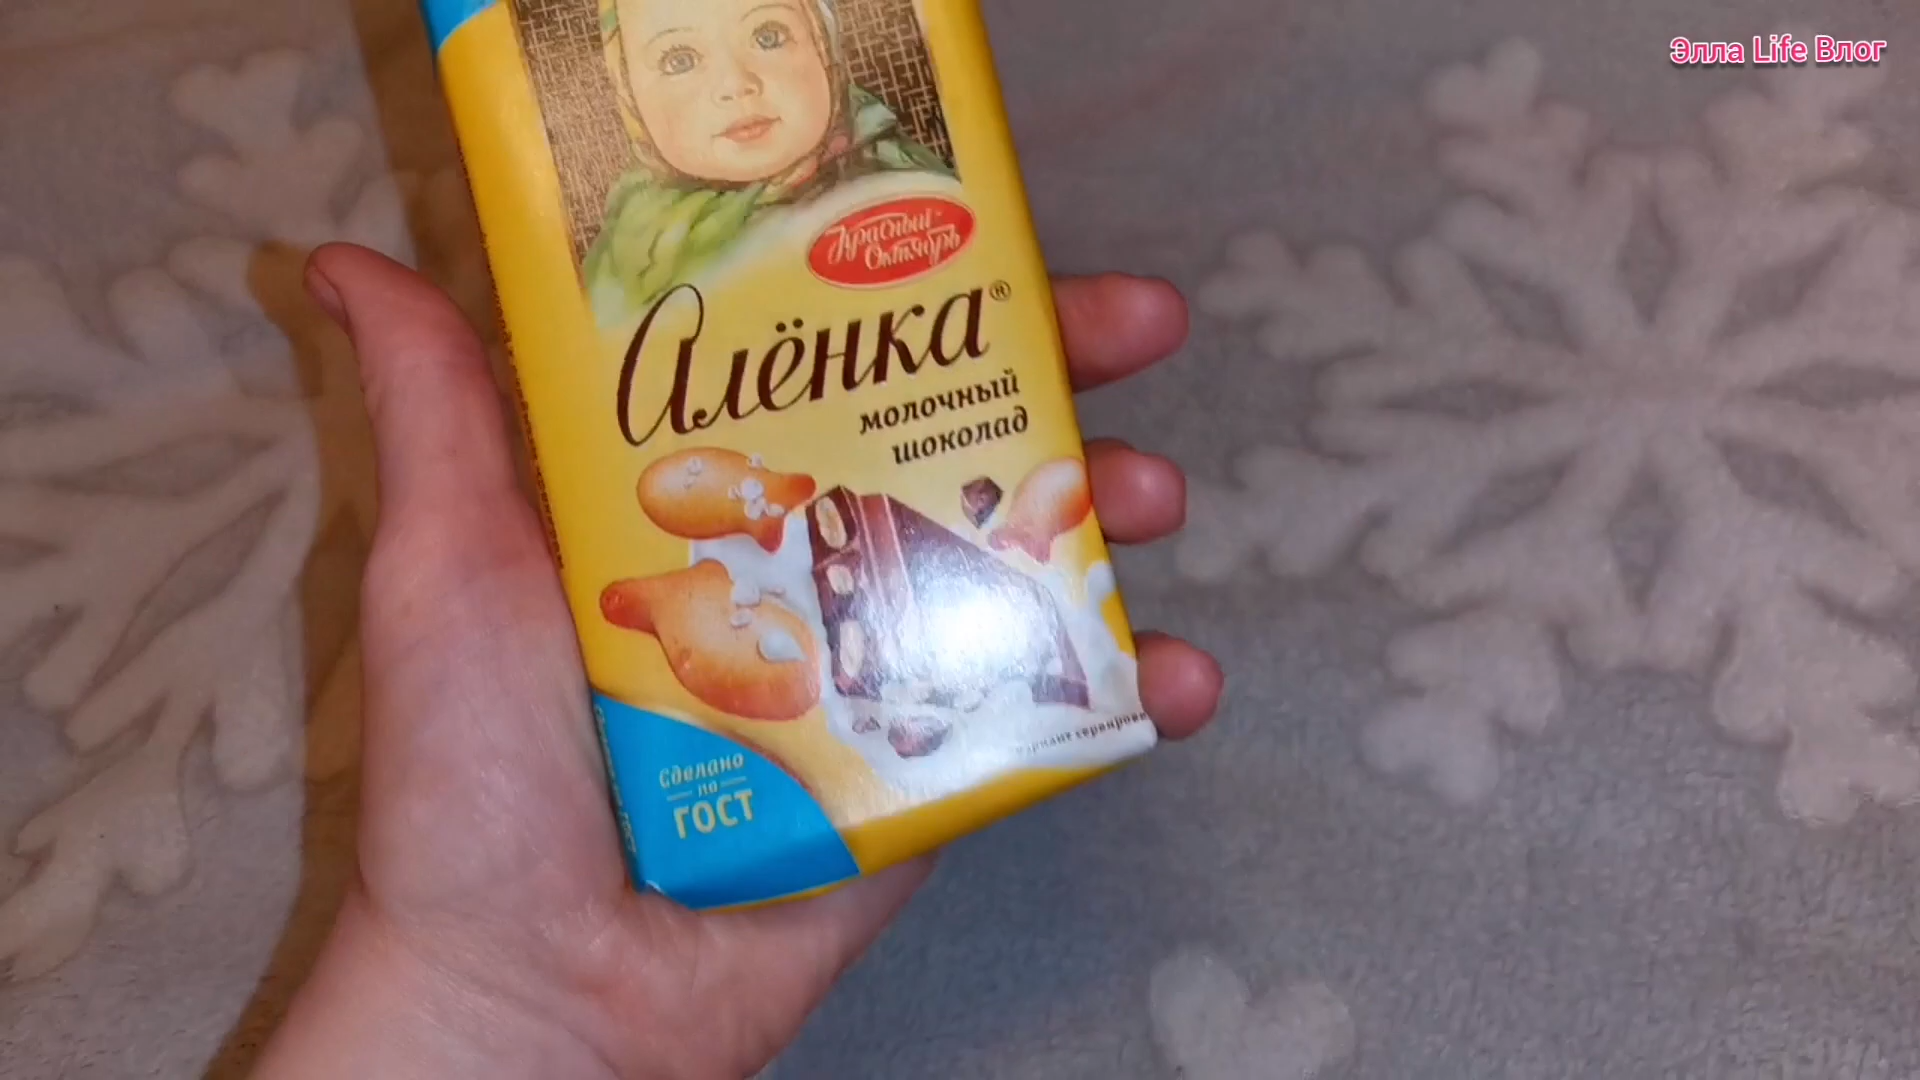 Элла Life Влог
Красный
Октябрь
Алёнка®
молочный
шоколад
Сделано
по
ГОСТ